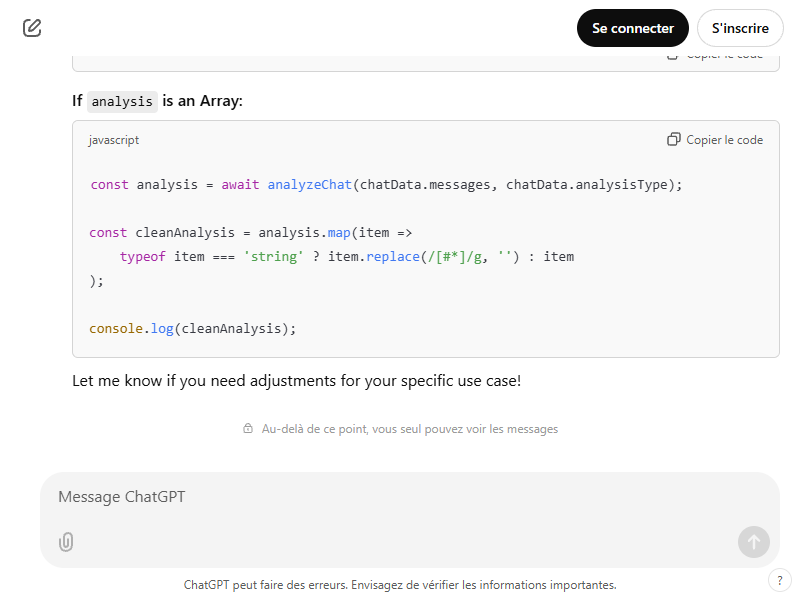 Se connecter
S'inscrire
Copier le code
If analysis is an Array:
javascript
Copier le code
const analysis = await analyzeChat(chatData.messages, chatData.analysisType);
const cleanAnalysis = analysis.map(item =>
    typeof item === 'string' ? item.replace(/[#*]/g, '') : item
);
console.log(cleanAnalysis);
Let me know if you need adjustments for your specific use case!
Au-delà de ce point, vous seul pouvez voir les messages
Message ChatGPT
ChatGPT peut faire des erreurs. Envisagez de vérifier les informations importantes.
?